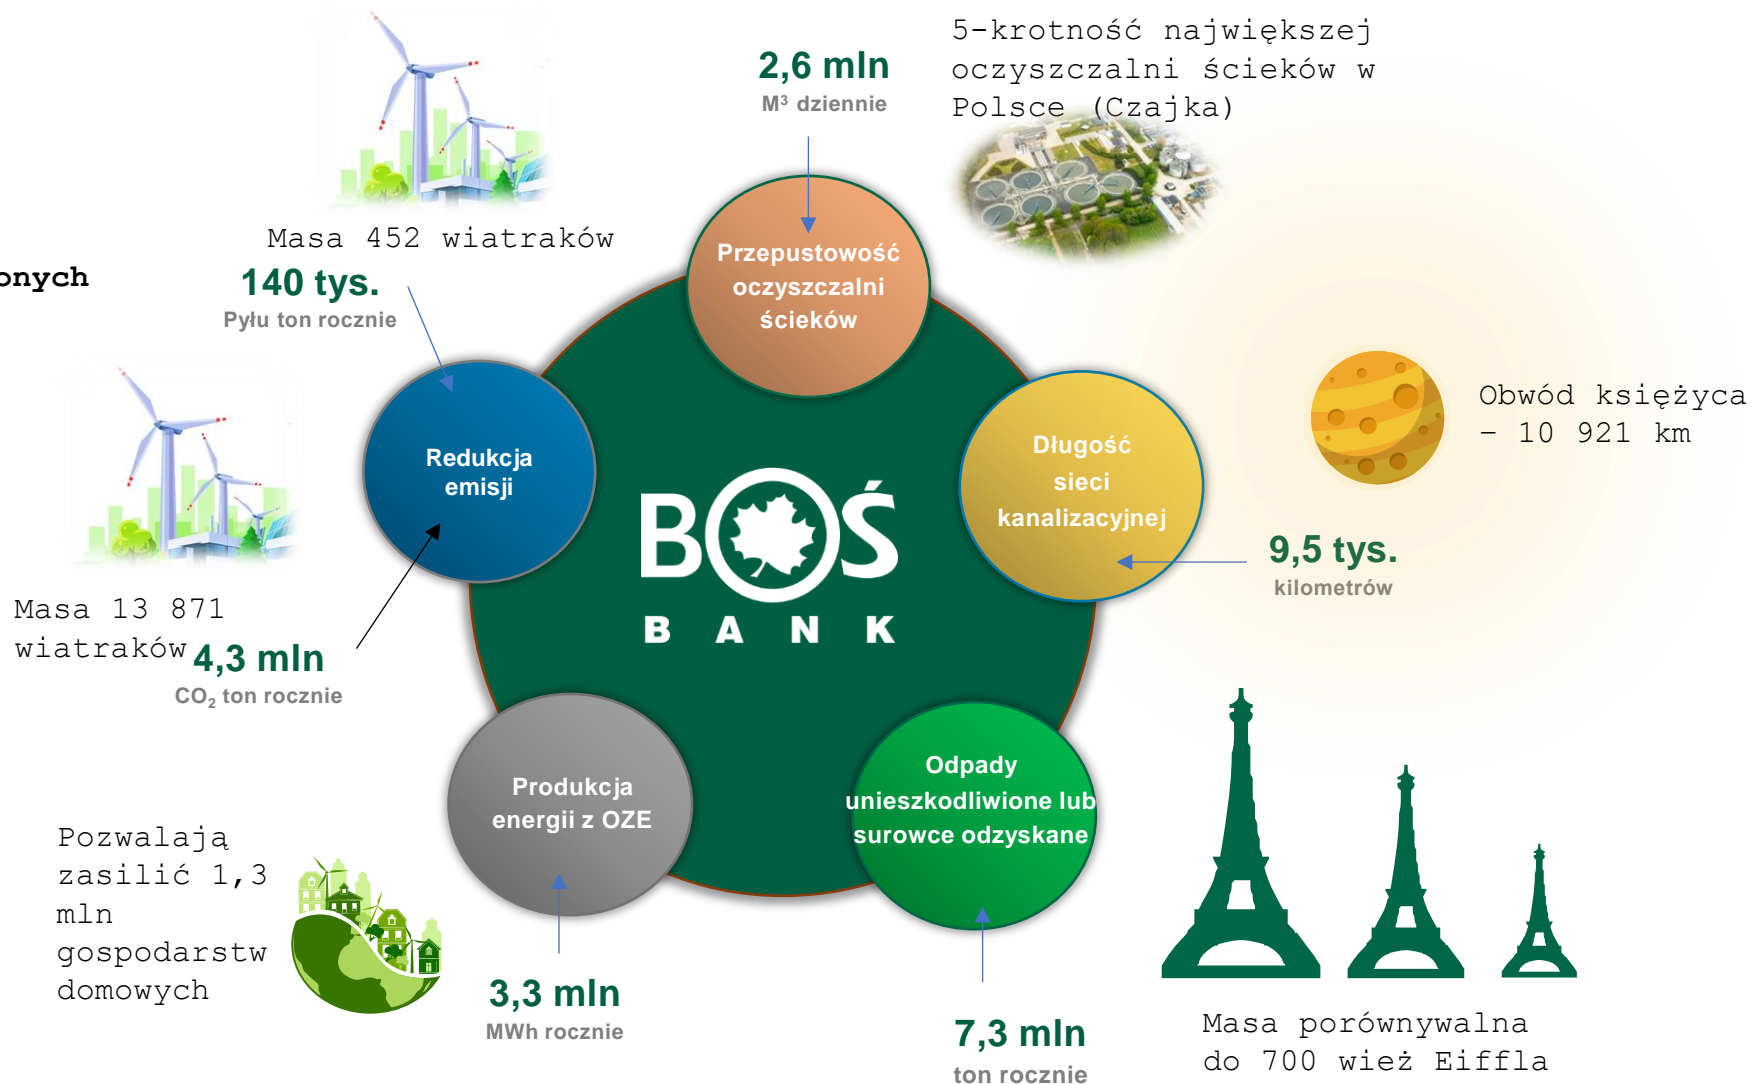 5-krotność największej
oczyszczalni ścieków w
Polsce (Czajka)
2,6 mln
M³ dziennie
Masa 452 wiatraków
onych
140 tys.
Pyłu ton rocznie
Przepustowość
oczyszczalni
ścieków
Obwód księżyca
– 10 921 km
Redukcja
emisji
Długość
sieci
kanalizacyjnej
BOŚ
BANK
9,5 tys.
kilometrów
Masa 13 871
wiatraków
4,3 mln
CO₂ ton rocznie
Produkcja
energii z OZE
Odpady
unieszkodliwione lub
surowce odzyskane
Pozwalają
zasilić 1,3
mln
gospodarstw
domowych
3,3 mln
MWh rocznie
7,3 mln
ton rocznie
Masa porównywalna
do 700 wież Eiffla